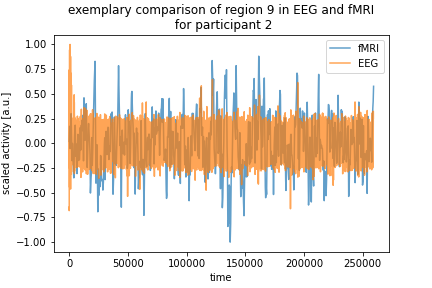 exemplary comparison of region 9 in EEG and fMRI
for participant 2
fMRI
EEG
scaled activity [a.u.]
1.00
0.75
0.50
0.25
0.00
−0.25
−0.50
−0.75
−1.00
0 50000 100000 150000 200000 250000
time